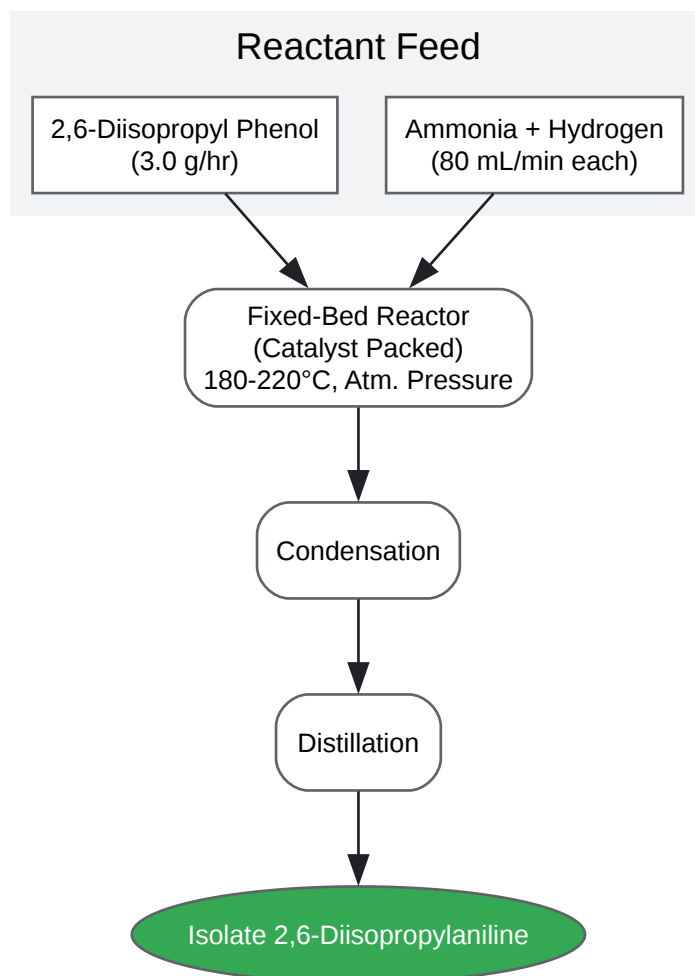 Reactant Feed
2,6-Diisopropyl Phenol
(3.0 g/hr)
Ammonia + Hydrogen
(80 mL/min each)
Fixed-Bed Reactor
(Catalyst Packed)
180-220°C, Atm. Pressure
Condensation
Distillation
Isolate 2,6-Diisopropylaniline